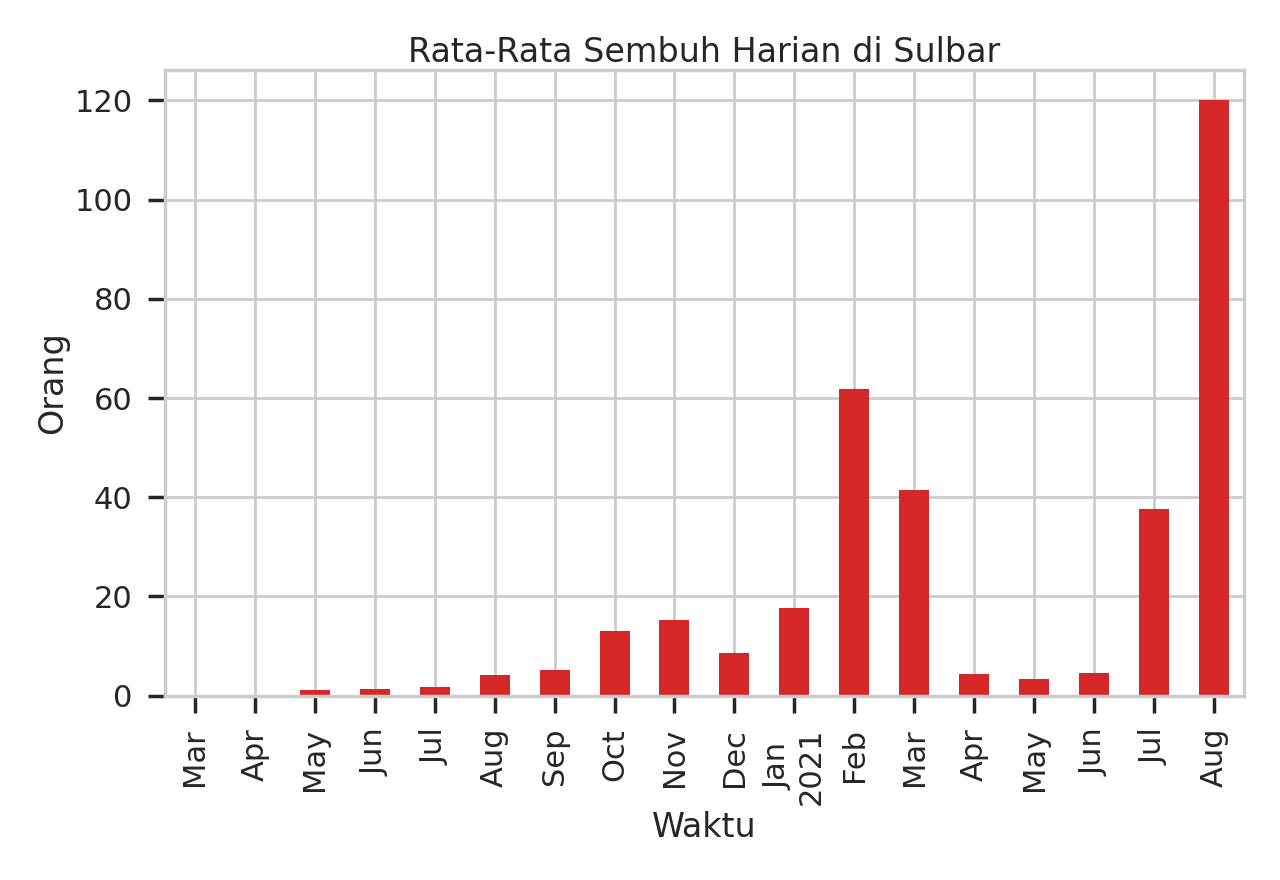 Rata-Rata Sembuh Harian di Sulbar
120
100
80
60
40
20
0
Orang
Mar
Apr
May
Jun
Jul
Aug
Sep
Oct
Nov
Dec
Jan
2021
Feb
Mar
Apr
May
Jun
Jul
Aug
Waktu